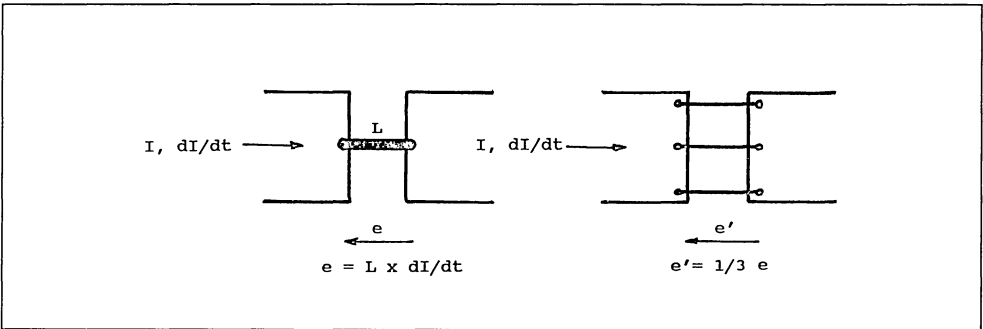 L
I, dI/dt
I, dI/dt
e
e = L x dI/dt
e′
e′= 1/3 e